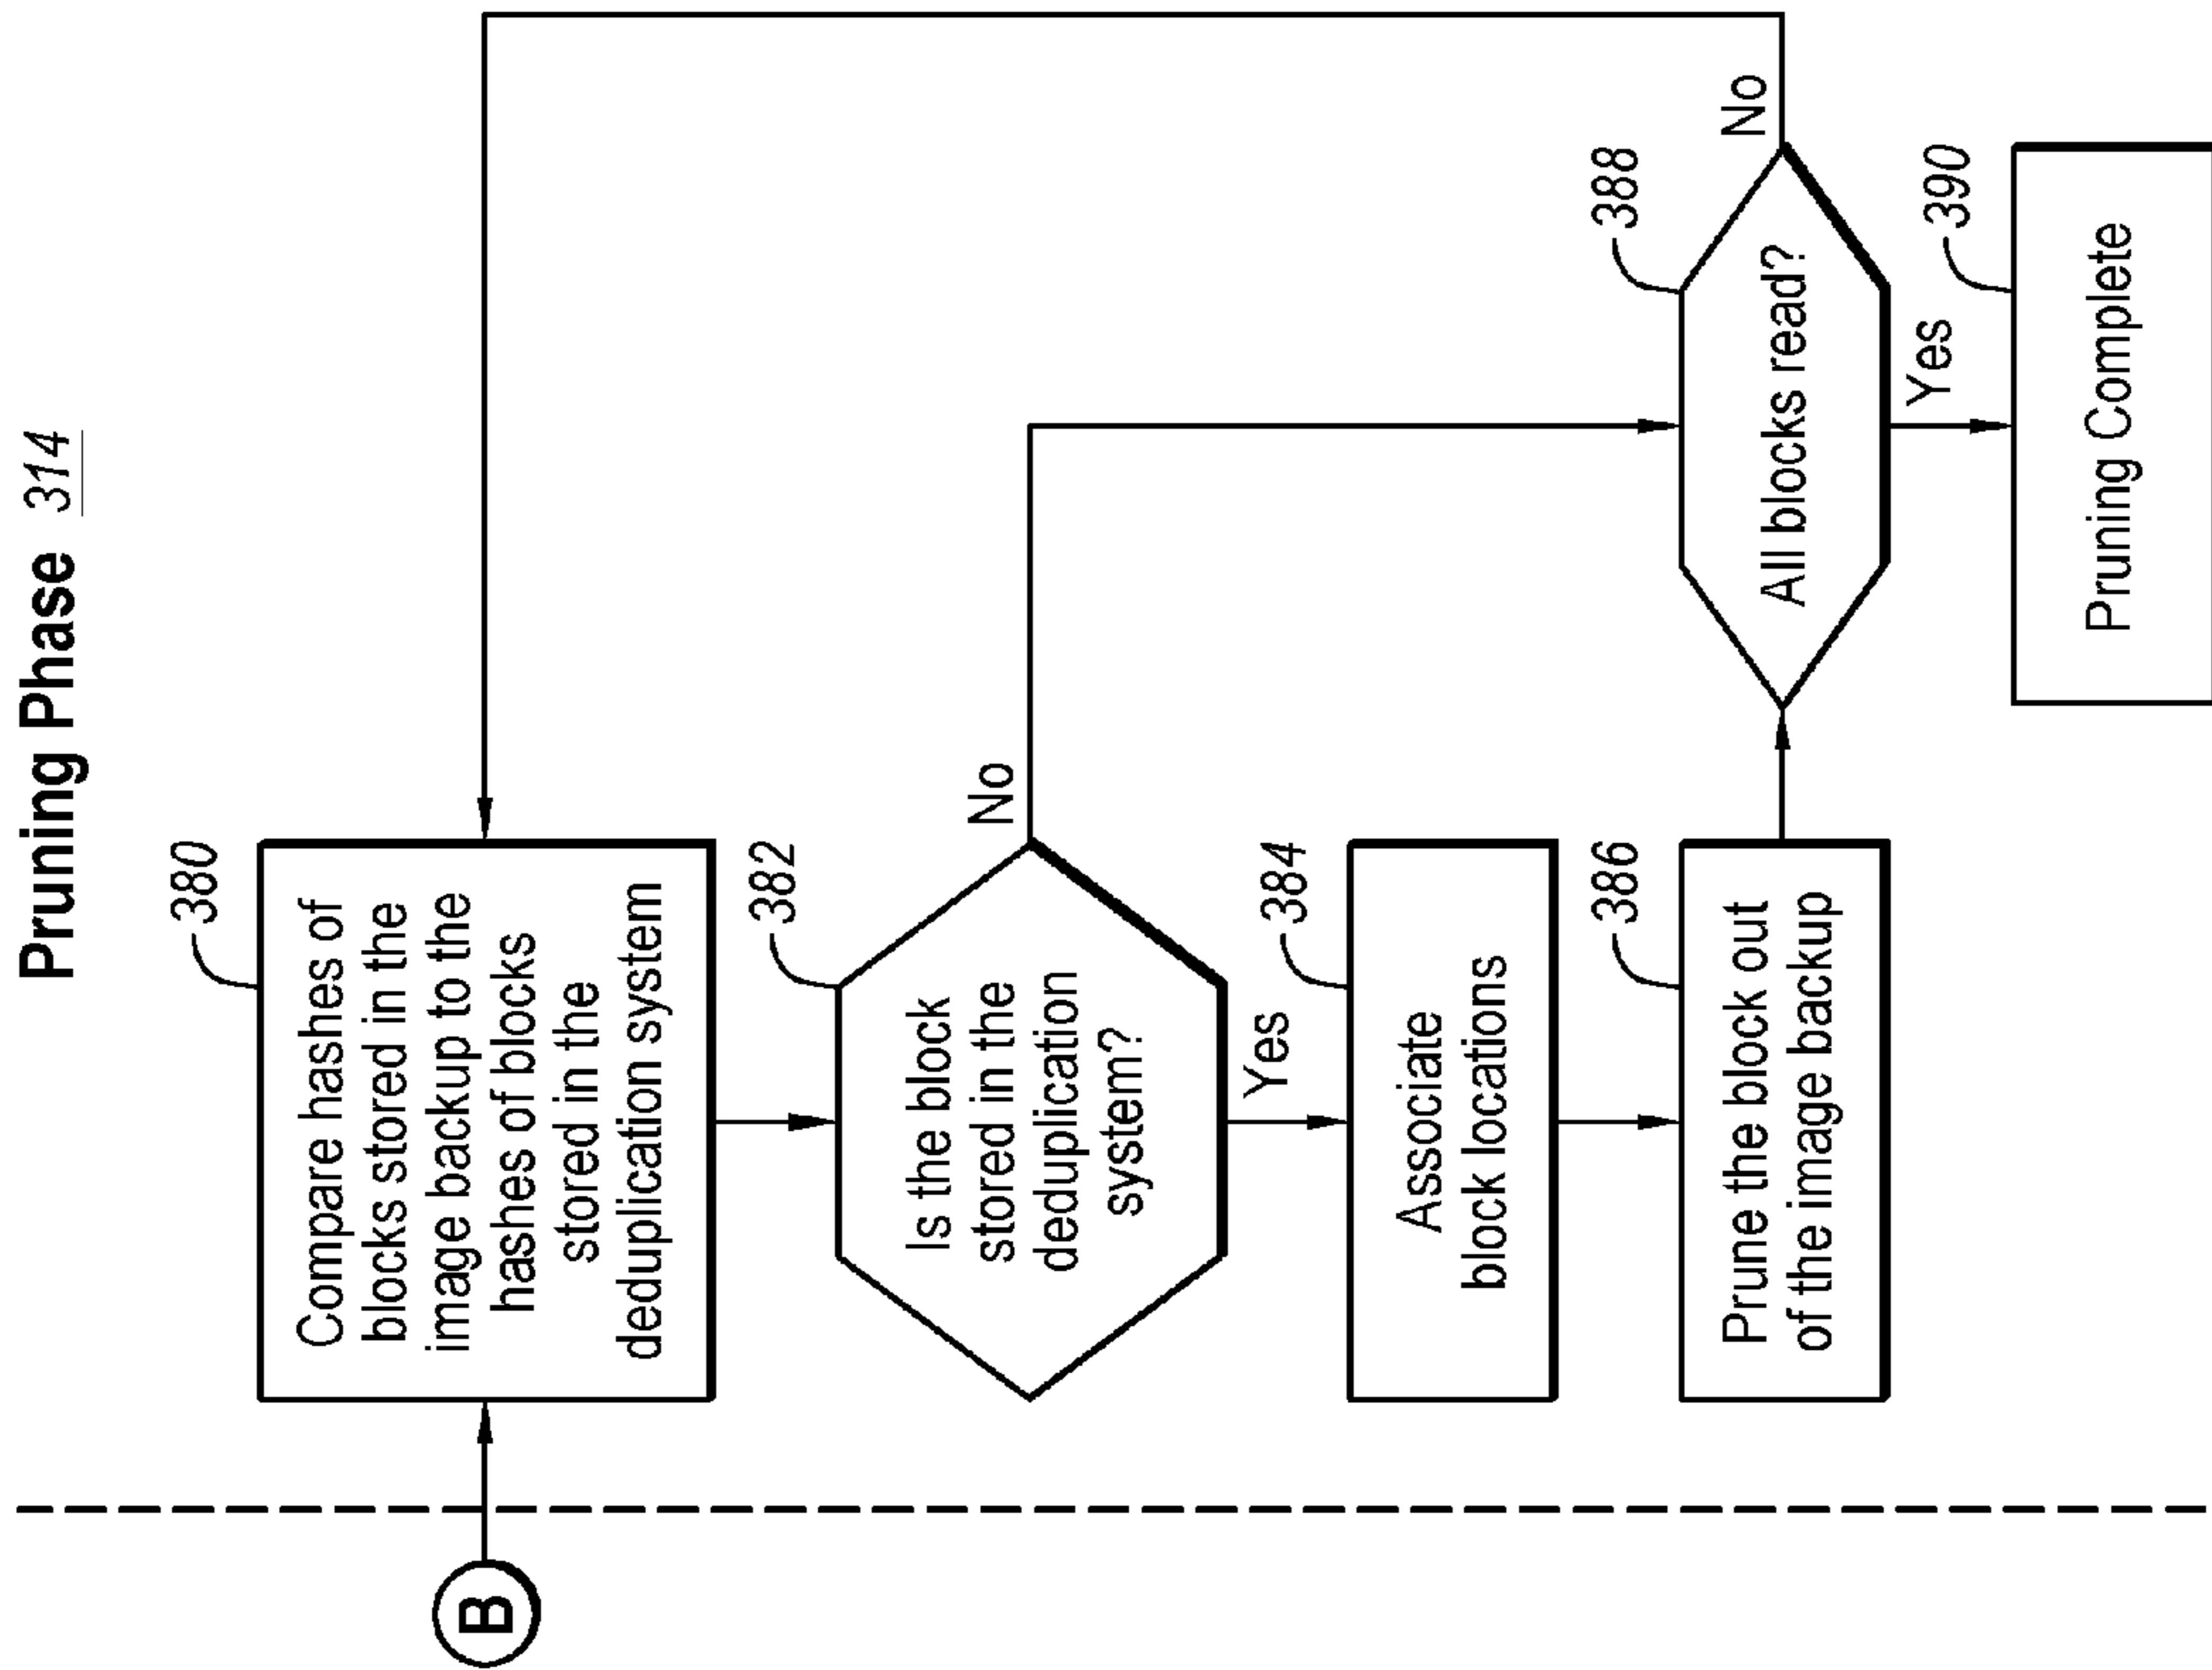 Pruning Phase 314
B
380
Compare hashes of
blocks stored in the
image backup to the
hashes of blocks
stored in the
deduplication system
382
Is the block
stored in the
deduplication
system?
No
Yes
384
Associate
block locations
386
Prune the block out
of the image backup
388
All blocks read?
No
Yes
390
Pruning Complete